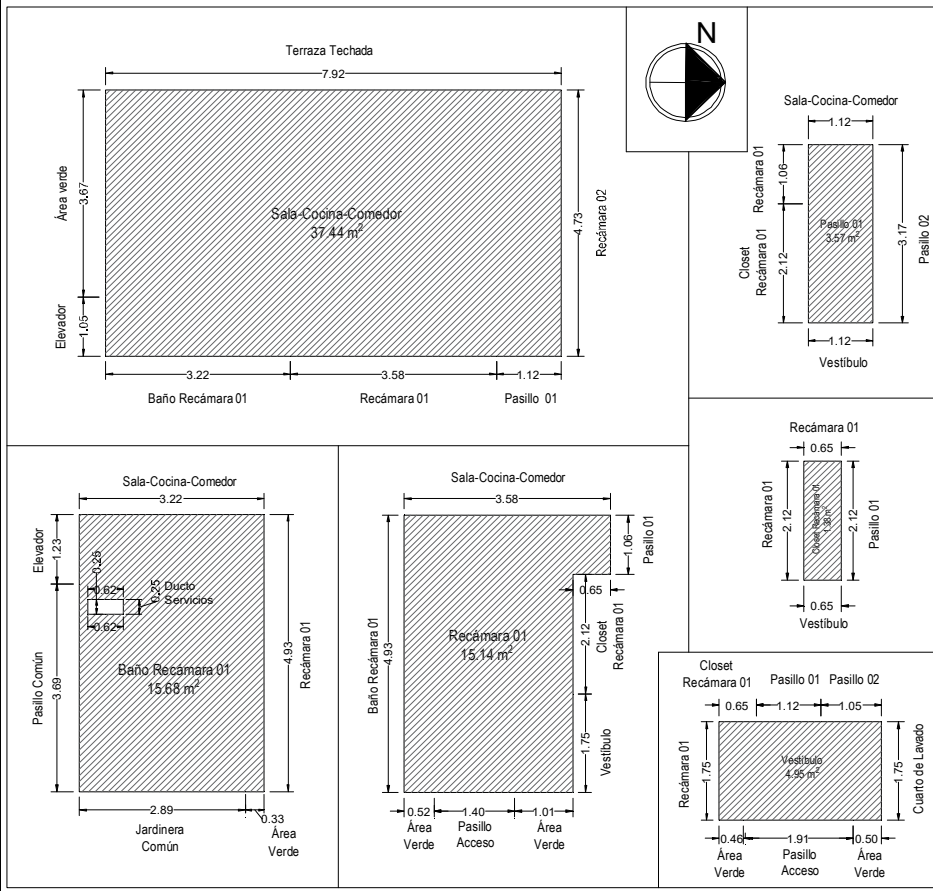 Terraza Techada
7.92
Área verde
3.67
Elevador
1.05
Sala-Cocina-Comedor
37.44 m²
4.73
Recámara 02
3.22
3.58
1.12
Baño Recámara 01
Recámara 01
Pasillo 01
N
Sala-Cocina-Comedor
1.12
Recámara 01
1.06
Closet
Recámara 01
2.12
Pasillo 01
3.57 m²
3.17
Pasillo 02
1.12
Vestíbulo
Recámara 01
0.65
Recámara 01
2.12
Closet Recámara 01
1.38 m²
2.12
Pasillo 01
0.65
Vestíbulo
Sala-Cocina-Comedor
3.22
Elevador
1.23
0.25
0.62
0.25
Ducto
Servicios
0.62
Pasillo Común
3.69
Baño Recámara 01
15.68 m²
4.93
Recámara 01
2.89
0.33
Jardinera
Común
Área
Verde
Sala-Cocina-Comedor
3.58
1.06
Pasillo 01
0.65
Baño Recámara 01
4.93
Recámara 01
15.14 m²
2.12
Closet
Recámara 01
1.75
Vestíbulo
0.52
1.40
1.01
Área
Verde
Pasillo
Acceso
Área
Verde
Closet
Recámara 01
Pasillo 01
Pasillo 02
0.65
1.12
1.05
Recámara 01
1.75
Vestíbulo
4.95 m²
1.75
Cuarto de Lavado
0.46
1.91
0.50
Área
Verde
Pasillo
Acceso
Área
Verde